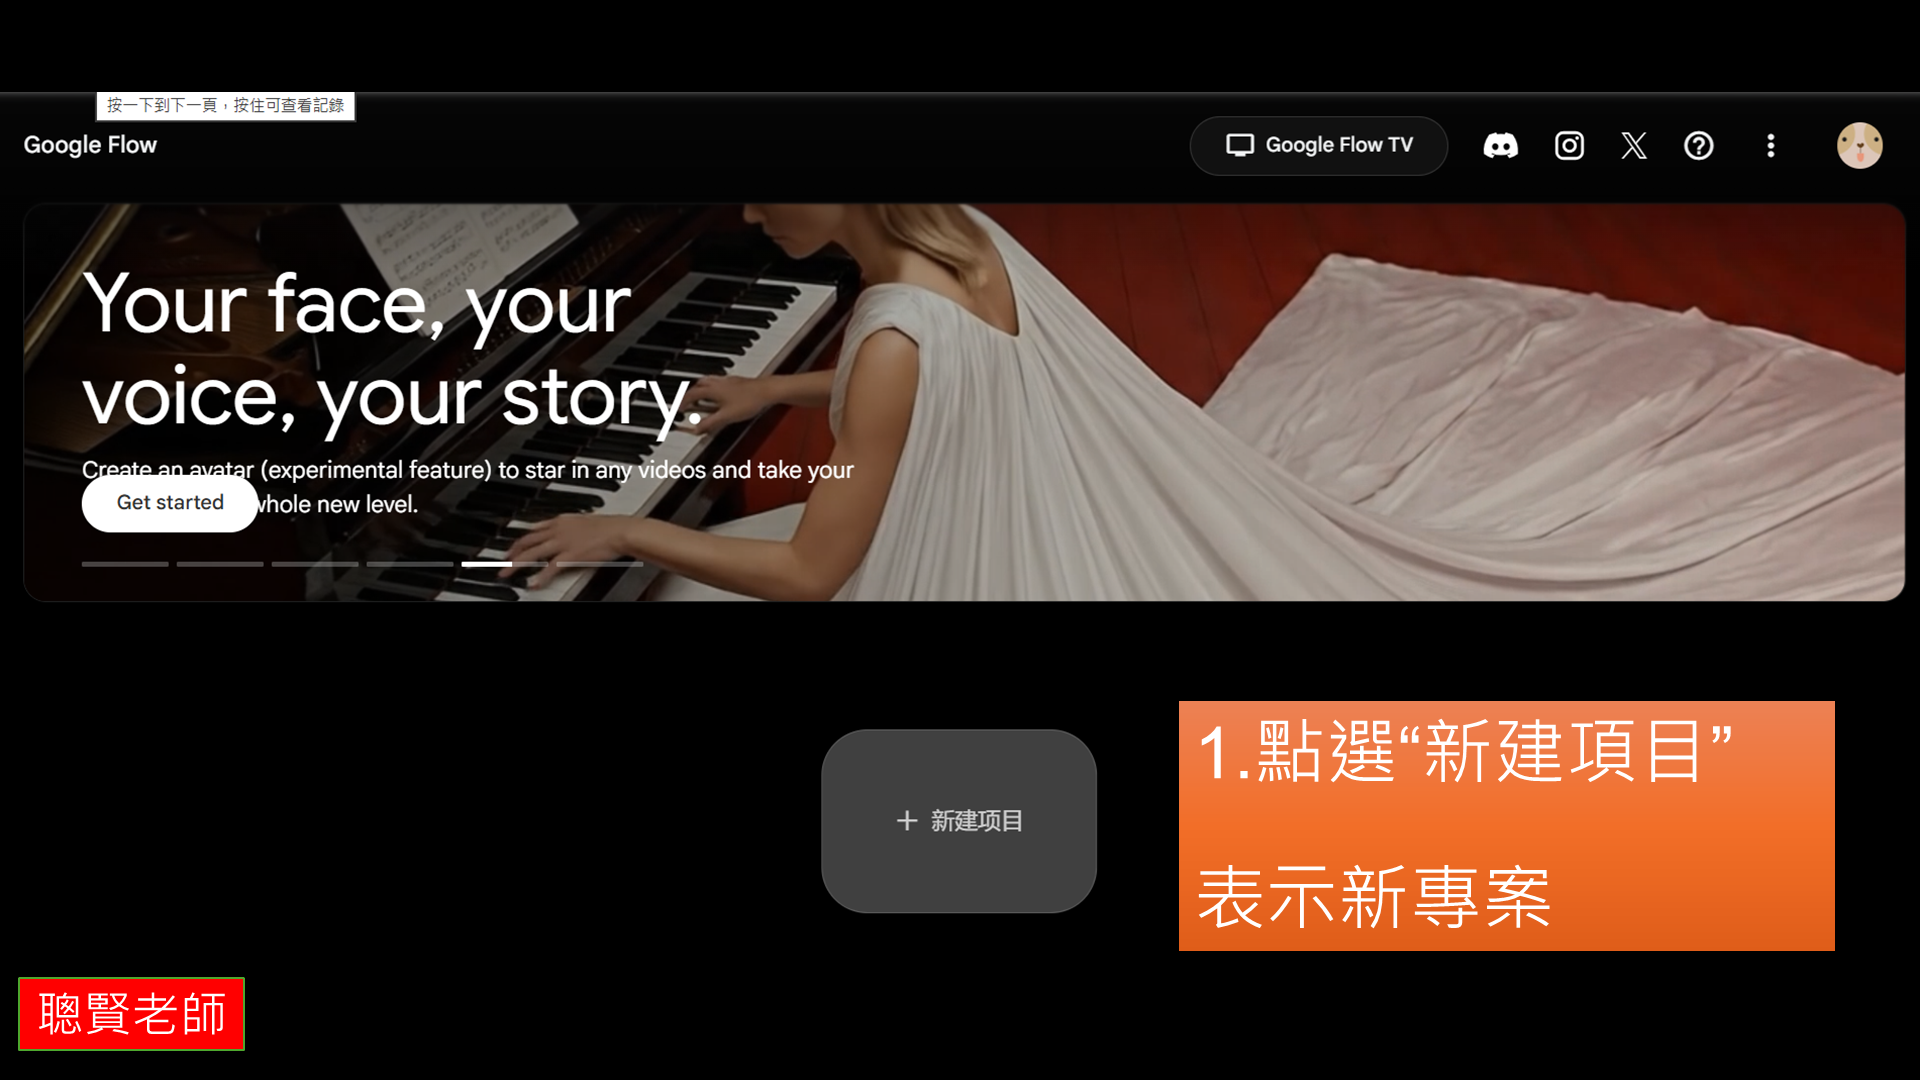 按一下到下一頁，按住可查看記錄
Google Flow
Google Flow TV
Your face, your
voice, your story.
Create an avatar (experimental feature) to star in any videos and take your
Get started
whole new level.
+ 新建项目
1.點選“新建項目”
表示新專案
聰賢老師